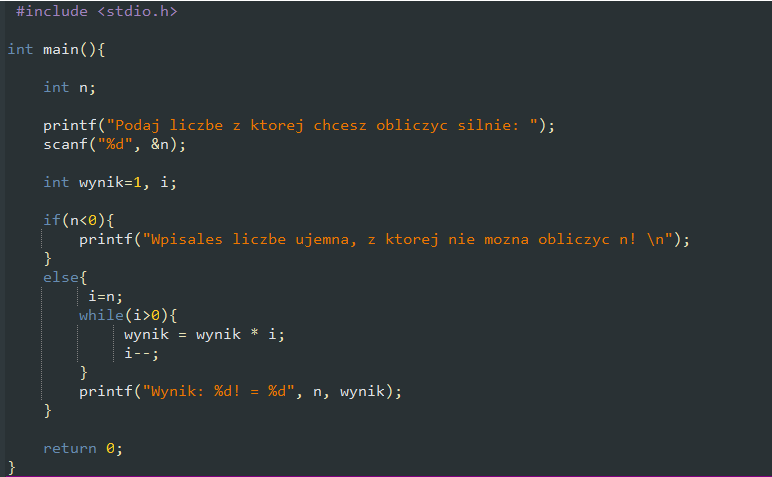 #include <stdio.h>
int main(){
int n;
printf("Podaj liczbe z ktorej chcesz obliczyc silnie: ");
scanf("%d", &n);
int wynik=1, i;
if(n<0){
printf("Wpisales liczbe ujemna, z ktorej nie mozna obliczyc n! \n");
}
else{
i=n;
while(i>0){
wynik = wynik * i;
i--;
}
printf("Wynik: %d! = %d", n, wynik);
}
return 0;
}